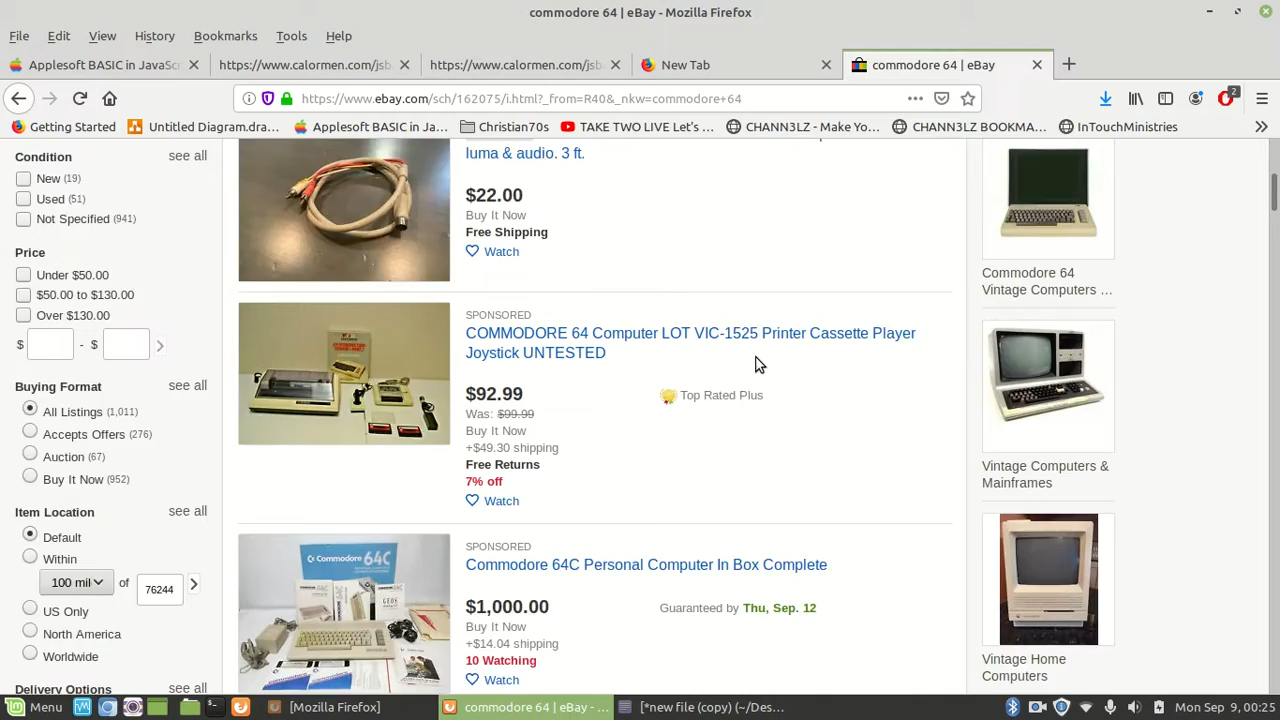 commodore 64 | eBay - Mozilla Firefox
File Edit View History Bookmarks Tools Help
Applesoft BASIC in JavaScr https://www.calormen.com/jsb https://www.calormen.com/jsb New Tab commodore 64 | eBay
https://www.ebay.com/sch/162075/i.html?_from=R40&_nkw=commodore+64
2
Getting Started Untitled Diagram.dra… Applesoft BASIC in Ja… Christian70s TAKE TWO LIVE Let's … CHANN3LZ - Make Yo… CHANN3LZ BOOKMA… InTouchMinistries
Condition see all
New (19)
Used (51)
Not Specified (941)
Price
Under $50.00
$50.00 to $130.00
Over $130.00
$ - $
Buying Format see all
All Listings (1,011)
Accepts Offers (276)
Auction (67)
Buy It Now (952)
Item Location see all
Default
Within
100 mil of 76244
US Only
North America
Worldwide
Delivery Options see all
luma & audio. 3 ft.
$22.00
Buy It Now
Free Shipping
Watch
SPONSORED
COMMODORE 64 Computer LOT VIC-1525 Printer Cassette Player
Joystick UNTESTED
$92.99 Top Rated Plus
Was: $99.99
Buy It Now
+$49.30 shipping
Free Returns
7% off
Watch
Commodore
64C
SPONSORED
Commodore 64C Personal Computer In Box Complete
$1,000.00 Guaranteed by Thu, Sep. 12
Buy It Now
+$14.04 shipping
10 Watching
Watch
Commodore 64
Vintage Computers …
Vintage Computers &
Mainframes
Vintage Home
Computers
Menu [Mozilla Firefox] commodore 64 | eBay - … [*new file (copy) (~/Des… Mon Sep 9, 00:25